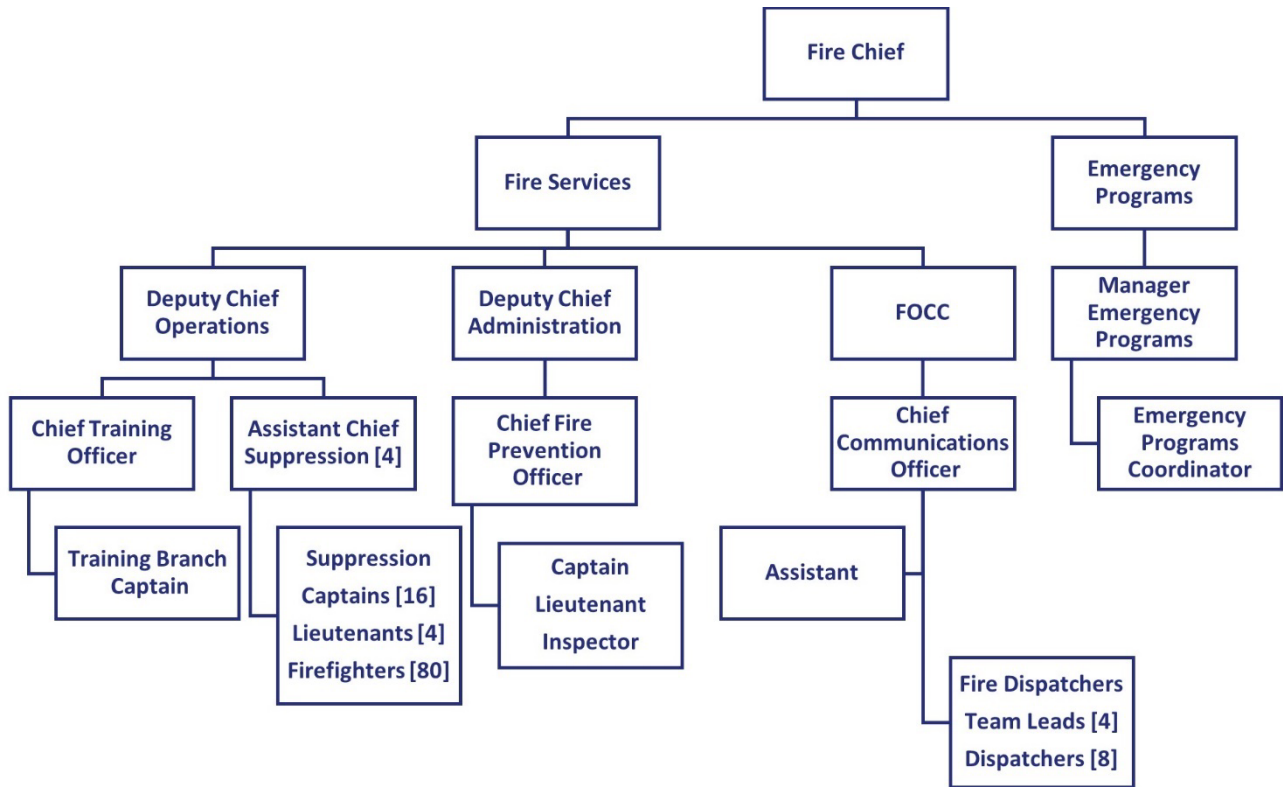 Fire Chief
Fire Services
Emergency
Programs
Deputy Chief
Operations
Deputy Chief
Administration
FOCC
Manager
Emergency
Programs
Chief Training
Officer
Assistant Chief
Suppression [4]
Chief Fire
Prevention
Officer
Chief
Communications
Officer
Emergency
Programs
Coordinator
Training Branch
Captain
Suppression
Captains [16]
Lieutenants [4]
Firefighters [80]
Captain
Lieutenant
Inspector
Assistant
Fire Dispatchers
Team Leads [4]
Dispatchers [8]